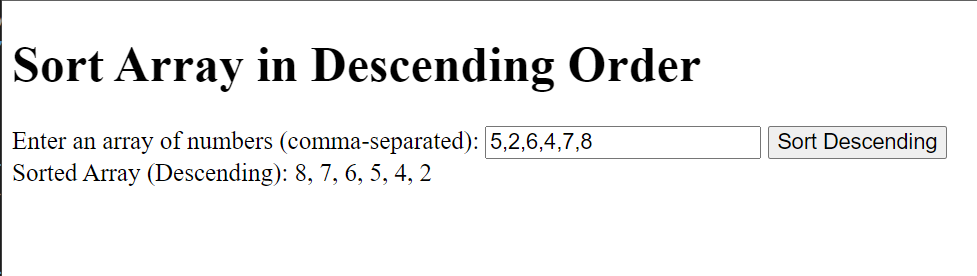 Sort Array in Descending Order
Enter an array of numbers (comma-separated): 5,2,6,4,7,8 Sort Descending
Sorted Array (Descending): 8, 7, 6, 5, 4, 2